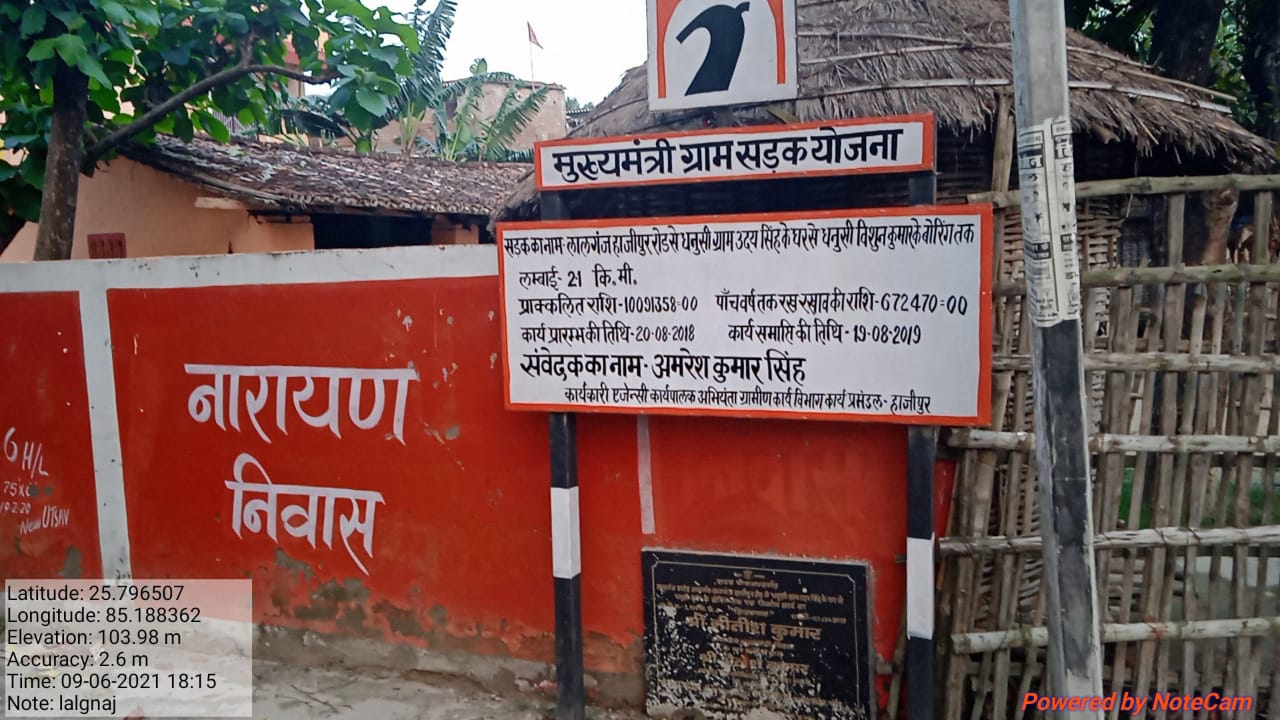 मुख्यमंत्री ग्राम सड़क योजना
सड़क का नाम- लालगंज हाजीपुर रोड से धनुसी ग्राम उदय सिंह के घर से धनुसी विशुन कुमार के बोरिंग तक
लम्बाई- 21 कि.मी.
प्राक्कलित राशि-10091358=00 पाँच वर्ष तक रख रखाव की राशि-672470=00
कार्य प्रारम्भ की तिथि-20-08-2018 कार्य समाप्ति की तिथि-19-08-2019
संवेदक का नाम- अमरेश कुमार सिंह
कार्यकारी एजेन्सी कार्यपालक अभियंता ग्रामीण कार्य विभाग कार्य प्रमंडल- हाजीपुर
नारायण
निवास
6 H/L
UTSAV
श्री नीतीश कुमार
Latitude: 25.796507
Longitude: 85.188362
Elevation: 103.98 m
Accuracy: 2.6 m
Time: 09-06-2021 18:15
Note: lalgnaj
Powered by NoteCam